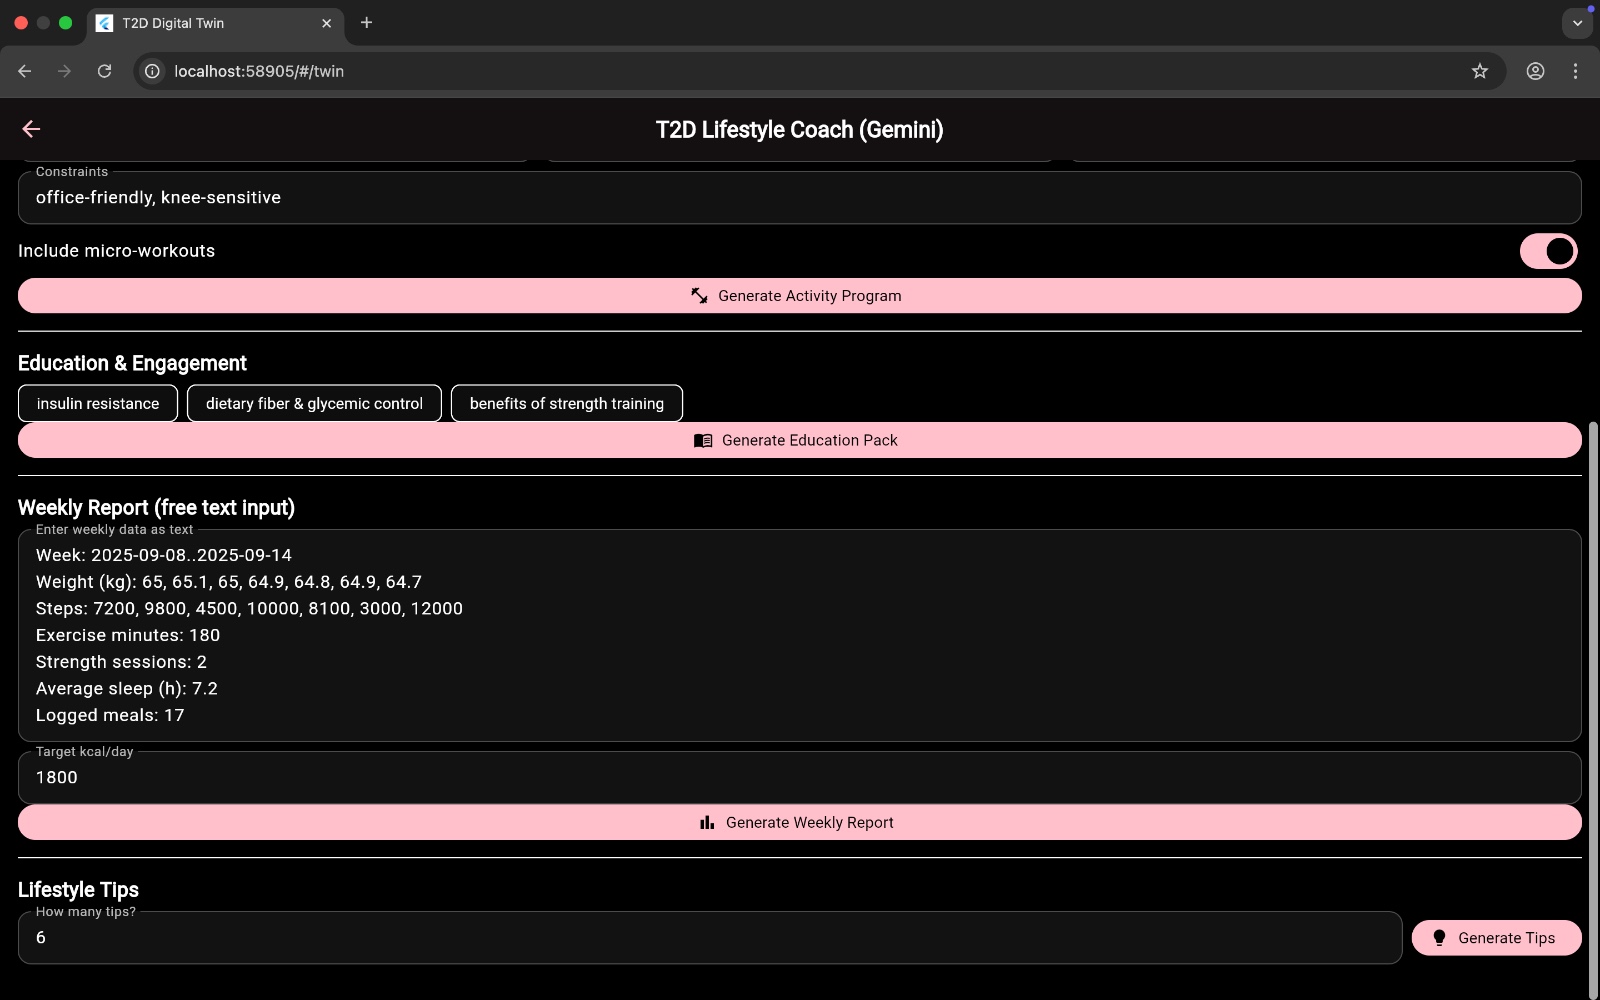 T2D Digital Twin
localhost:58905/#/twin
T2D Lifestyle Coach (Gemini)
Constraints
office-friendly, knee-sensitive
Include micro-workouts
Generate Activity Program
Education & Engagement
insulin resistance
dietary fiber & glycemic control
benefits of strength training
Generate Education Pack
Weekly Report (free text input)
Enter weekly data as text
Week: 2025-09-08..2025-09-14
Weight (kg): 65, 65.1, 65, 64.9, 64.8, 64.9, 64.7
Steps: 7200, 9800, 4500, 10000, 8100, 3000, 12000
Exercise minutes: 180
Strength sessions: 2
Average sleep (h): 7.2
Logged meals: 17
Target kcal/day
1800
Generate Weekly Report
Lifestyle Tips
How many tips?
6
Generate Tips